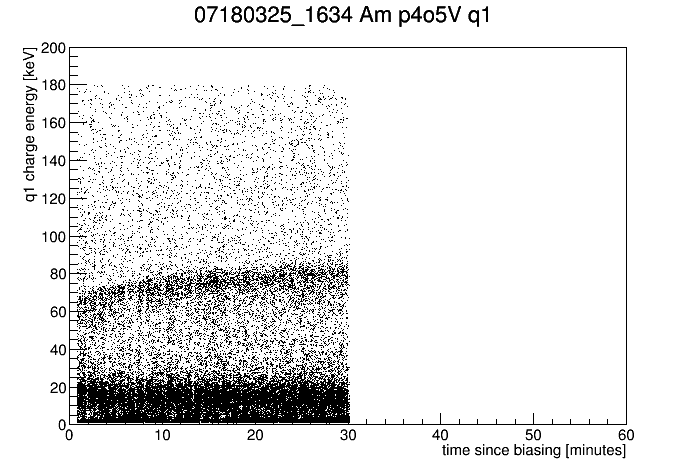 07180325_1634 Am p4o5V q1
q1 charge energy [keV]
200
180
160
140
120
100
80
60
40
20
0
0 10 20 30 40 50 60
time since biasing [minutes]